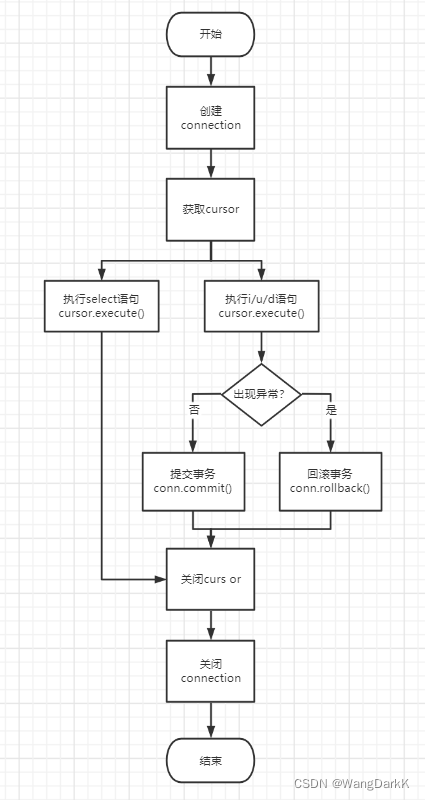 开始
创建
connection
获取cursor
执行select语句
cursor.execute()
执行i/u/d语句
cursor.execute()
出现异常?
否
是
提交事务
conn.commit()
回滚事务
conn.rollback()
关闭curs or
关闭
connection
结束
CSDN @WangDarkK